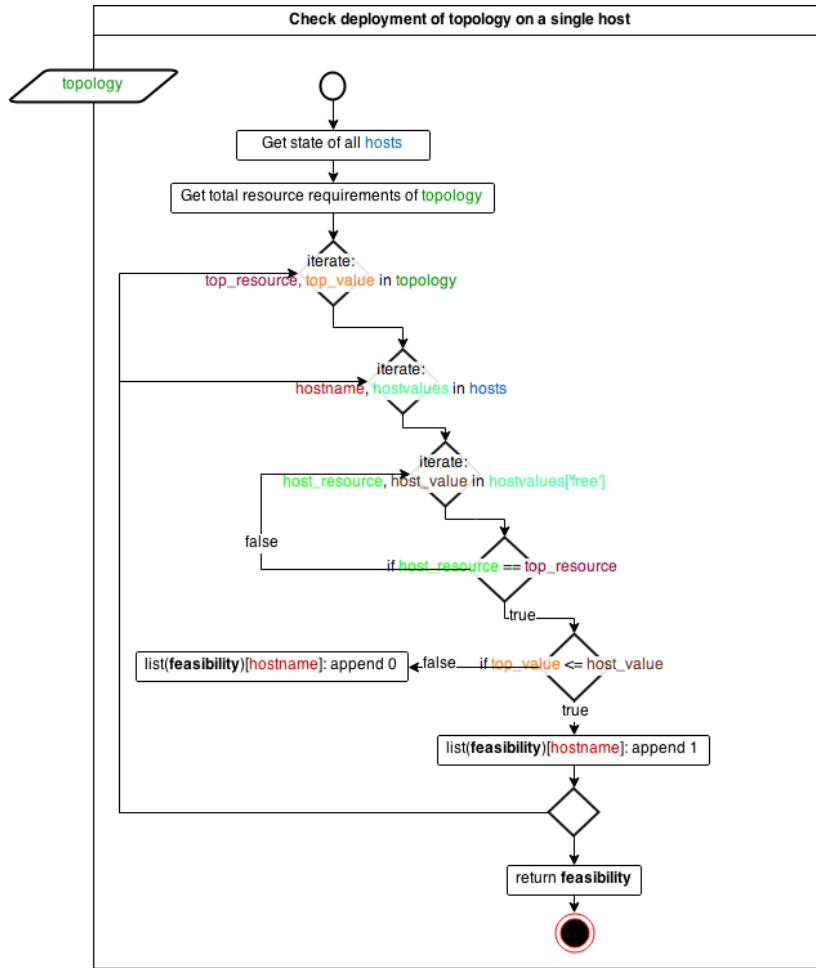 Check deployment of topology on a single host
topology
Get state of all hosts
Get total resource requirements of topology
iterate:
top_resource, top_value in topology
iterate:
hostname, hostvalues in hosts
iterate:
host_resource, host_value in hostvalues['free']
false
if host_resource == top_resource
true
list(feasibility)[hostname]: append 0
false
if top_value <= host_value
true
list(feasibility)[hostname]: append 1
return feasibility